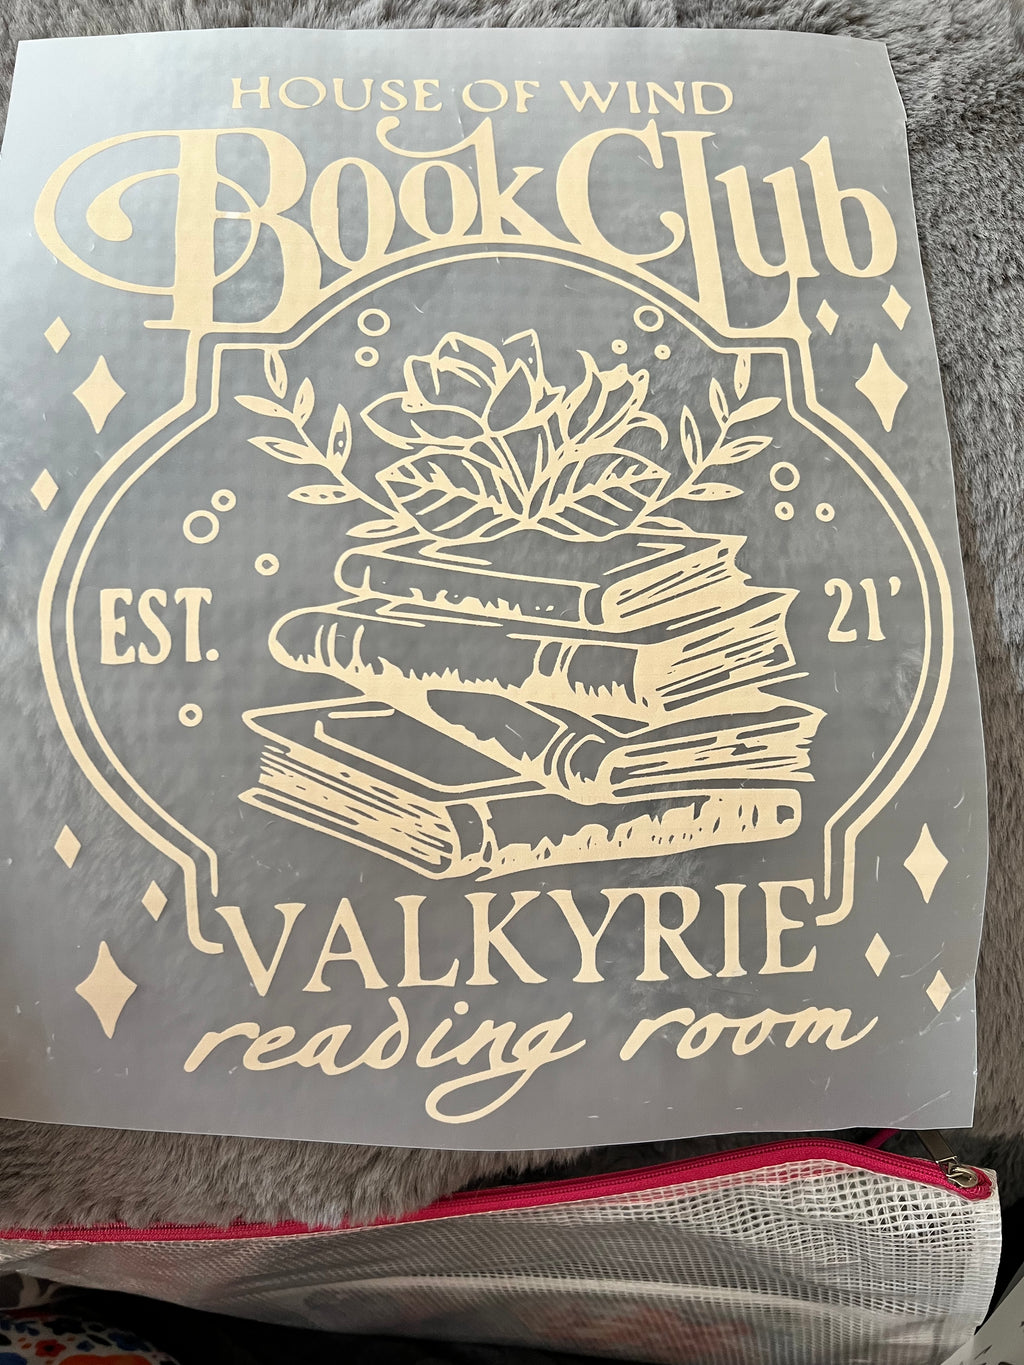 HOUSE OF WIND
Book Club
EST. 21'
VALKYRIE
reading room